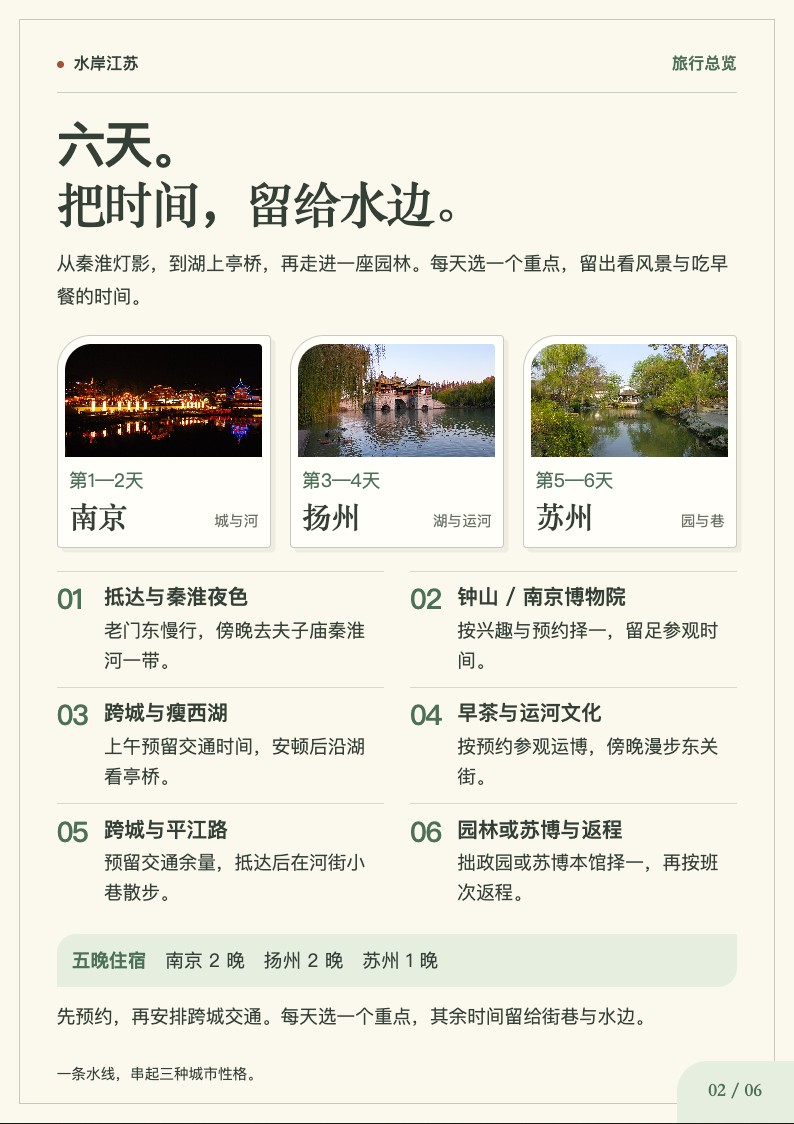 水岸江苏
旅行总览
六天。
把时间，留给水边。
从秦淮灯影，到湖上亭桥，再走进一座园林。每天选一个重点，留出看风景与吃早
餐的时间。
第1—2天
南京
城与河
第3—4天
扬州
湖与运河
第5—6天
苏州
园与巷
01
抵达与秦淮夜色
老门东慢行，傍晚去夫子庙秦淮
河一带。
02
钟山 / 南京博物院
按兴趣与预约择一，留足参观时
间。
03
跨城与瘦西湖
上午预留交通时间，安顿后沿湖
看亭桥。
04
早茶与运河文化
按预约参观运博，傍晚漫步东关
街。
05
跨城与平江路
预留交通余量，抵达后在河街小
巷散步。
06
园林或苏博与返程
拙政园或苏博本馆择一，再按班
次返程。
五晚住宿 南京 2 晚 扬州 2 晚 苏州 1 晚
先预约，再安排跨城交通。每天选一个重点，其余时间留给街巷与水边。
一条水线，串起三种城市性格。
02 / 06